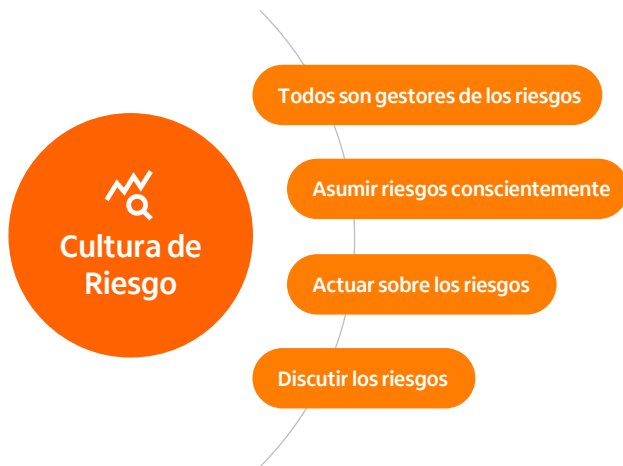 Cultura de
Riesgo
Todos son gestores de los riesgos
Asumir riesgos conscientemente
Actuar sobre los riesgos
Discutir los riesgos